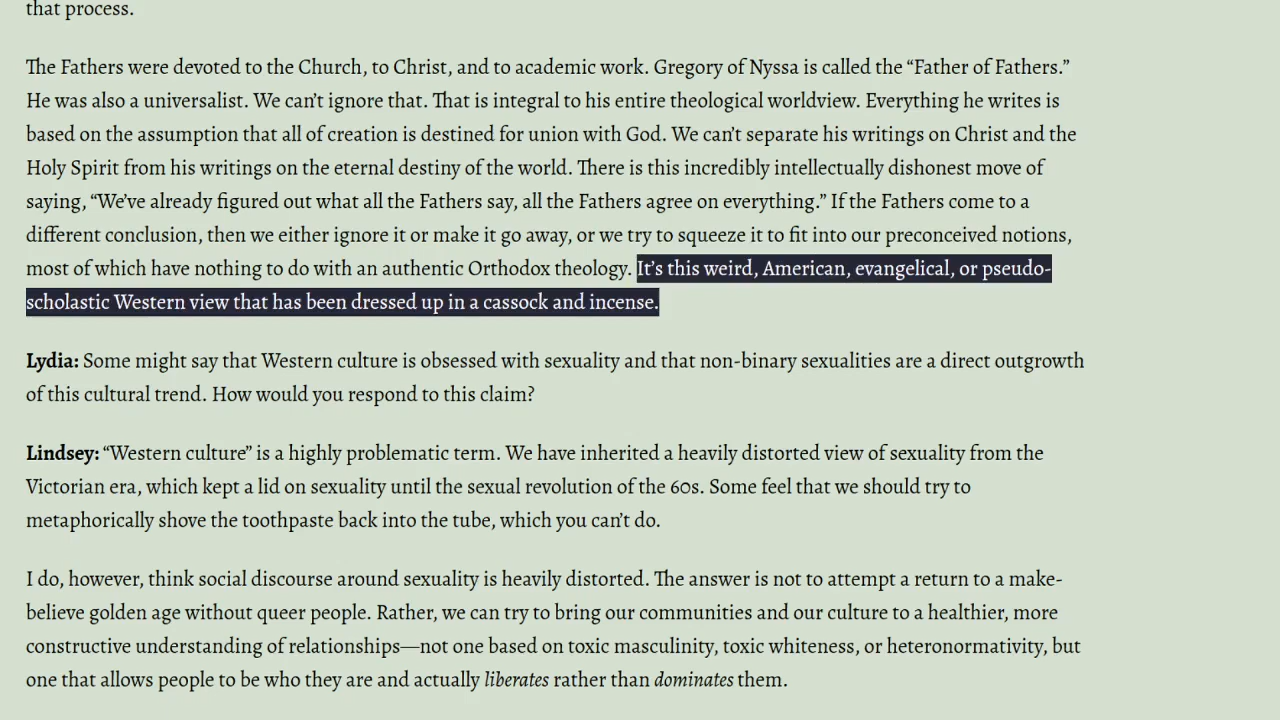 that process.
The Fathers were devoted to the Church, to Christ, and to academic work. Gregory of Nyssa is called the “Father of Fathers.”
He was also a universalist. We can’t ignore that. That is integral to his entire theological worldview. Everything he writes is
based on the assumption that all of creation is destined for union with God. We can’t separate his writings on Christ and the
Holy Spirit from his writings on the eternal destiny of the world. There is this incredibly intellectually dishonest move of
saying, “We’ve already figured out what all the Fathers say, all the Fathers agree on everything.” If the Fathers come to a
different conclusion, then we either ignore it or make it go away, or we try to squeeze it to fit into our preconceived notions,
most of which have nothing to do with an authentic Orthodox theology. It’s this weird, American, evangelical, or pseudo-
scholastic Western view that has been dressed up in a cassock and incense.
Lydia: Some might say that Western culture is obsessed with sexuality and that non-binary sexualities are a direct outgrowth
of this cultural trend. How would you respond to this claim?
Lindsey: “Western culture” is a highly problematic term. We have inherited a heavily distorted view of sexuality from the
Victorian era, which kept a lid on sexuality until the sexual revolution of the 60s. Some feel that we should try to
metaphorically shove the toothpaste back into the tube, which you can’t do.
I do, however, think social discourse around sexuality is heavily distorted. The answer is not to attempt a return to a make-
believe golden age without queer people. Rather, we can try to bring our communities and our culture to a healthier, more
constructive understanding of relationships—not one based on toxic masculinity, toxic whiteness, or heteronormativity, but
one that allows people to be who they are and actually liberates rather than dominates them.